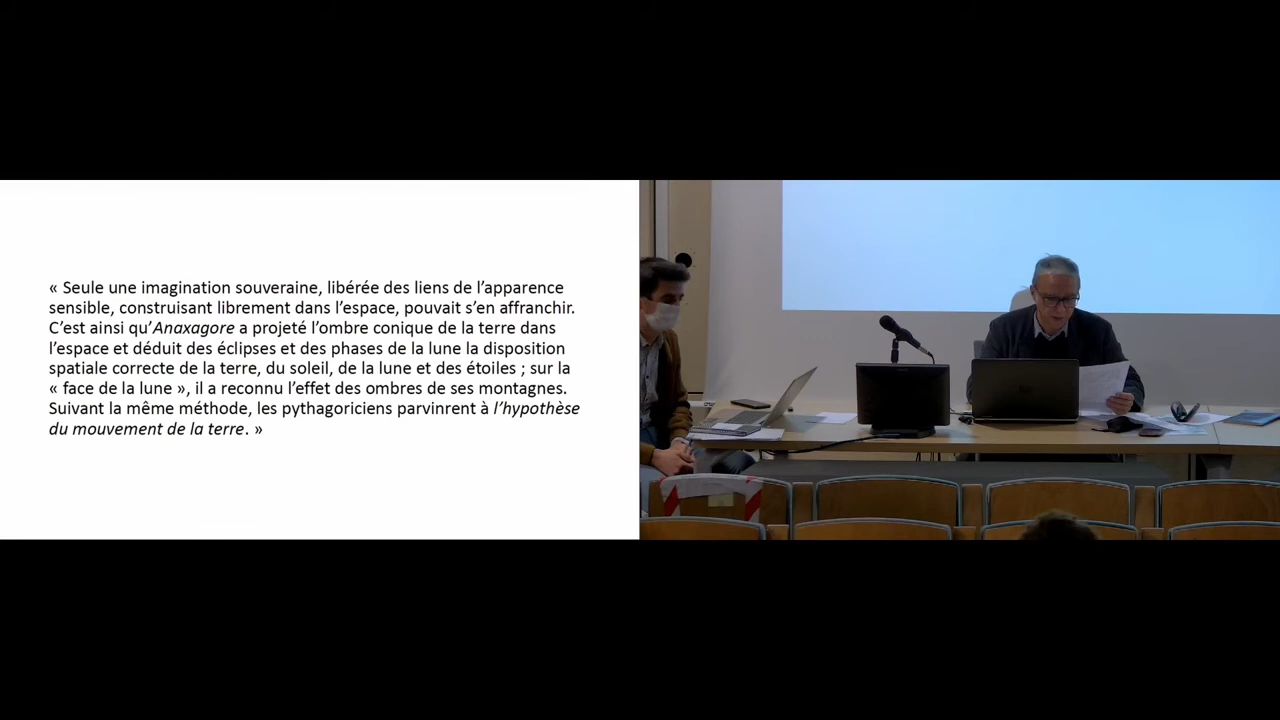 « Seule une imagination souveraine, libérée des liens de l’apparence
sensible, construisant librement dans l’espace, pouvait s’en affranchir.
C’est ainsi qu’Anaxagore a projeté l’ombre conique de la terre dans
l’espace et déduit des éclipses et des phases de la lune la disposition
spatiale correcte de la terre, du soleil, de la lune et des étoiles ; sur la
« face de la lune », il a reconnu l’effet des ombres de ses montagnes.
Suivant la même méthode, les pythagoriciens parvinrent à l’hypothèse
du mouvement de la terre. »